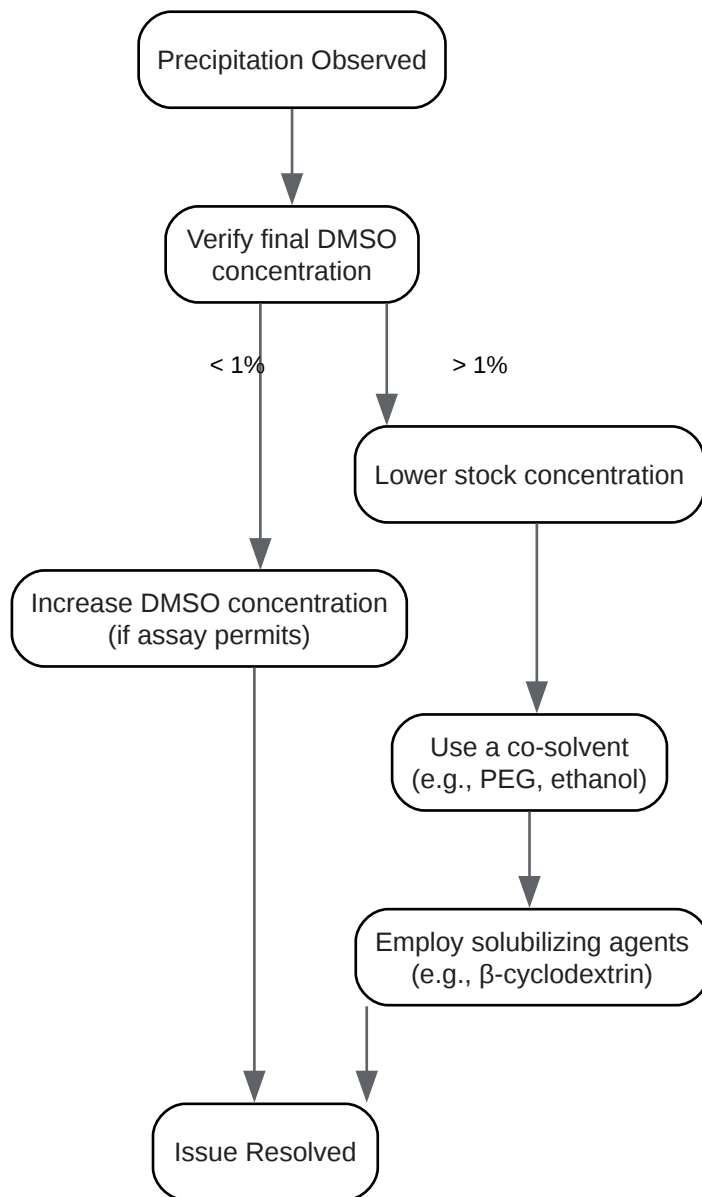 Precipitation Observed
Verify final DMSO
concentration
< 1%
> 1%
Lower stock concentration
Increase DMSO concentration
(if assay permits)
Use a co-solvent
(e.g., PEG, ethanol)
Employ solubilizing agents
(e.g., β-cyclodextrin)
Issue Resolved